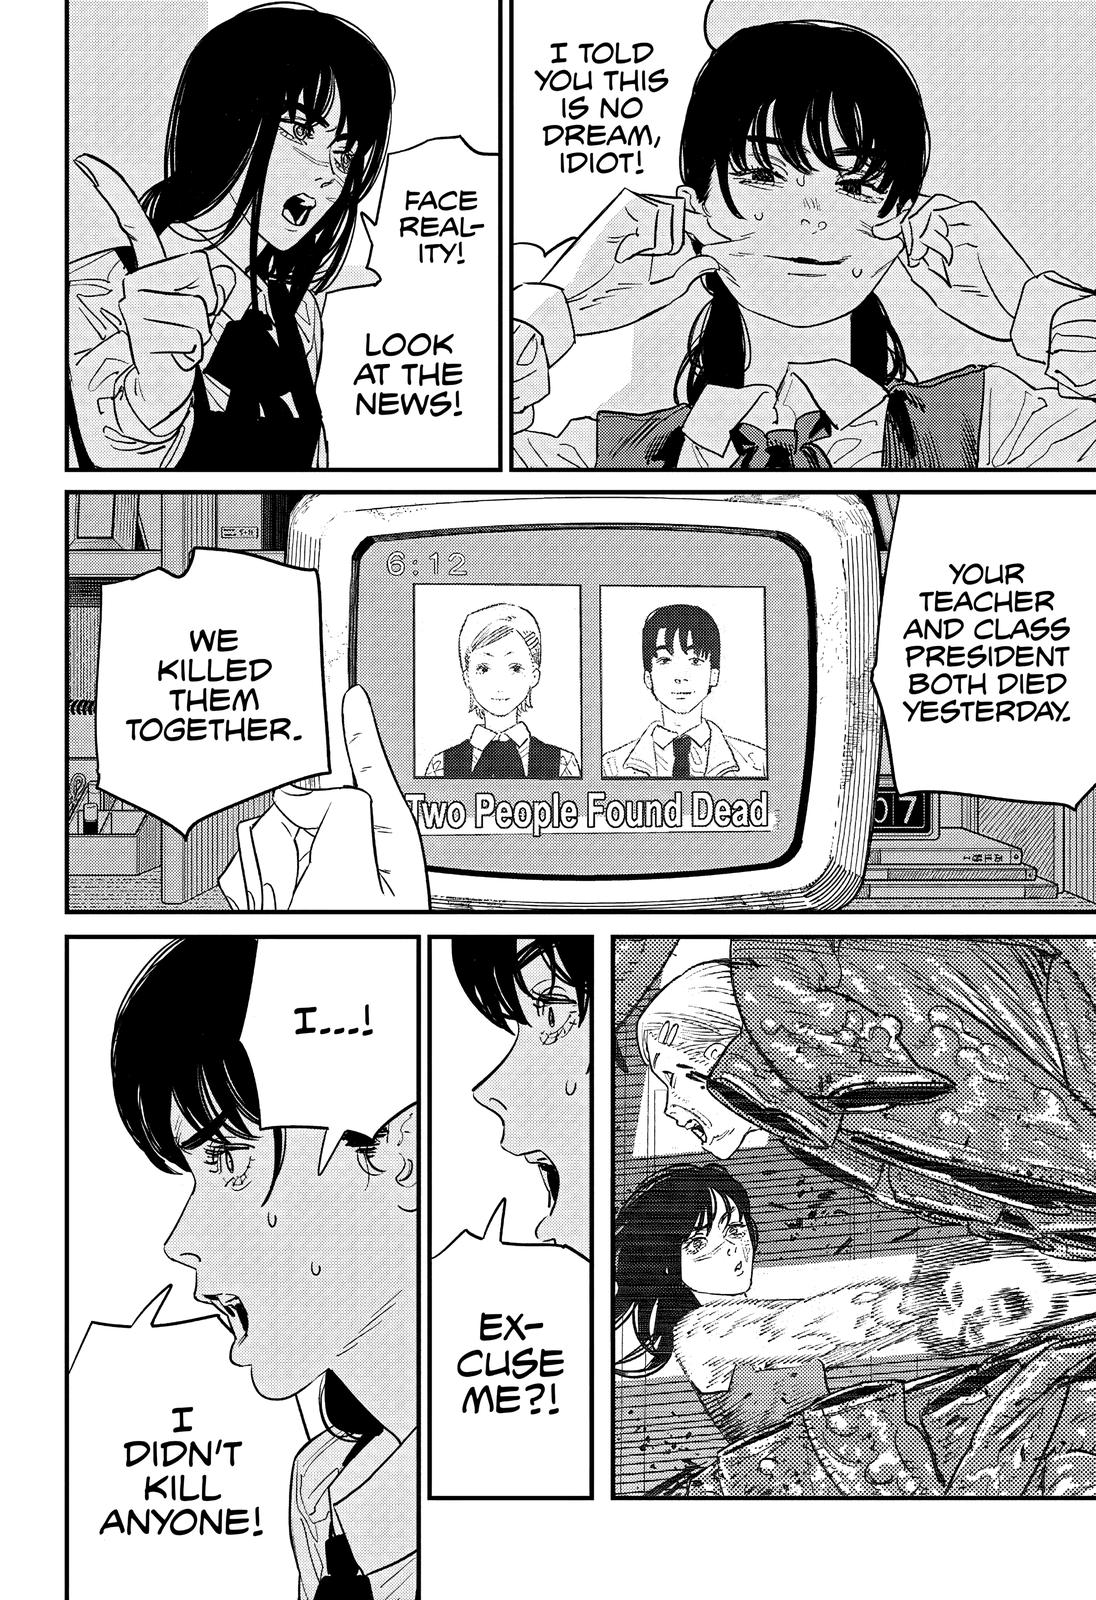 I TOLD
YOU THIS
IS NO
DREAM,
IDIOT!
FACE
REAL-
ITY!
LOOK
AT THE
NEWS!
YOUR
TEACHER
AND CLASS
PRESIDENT
BOTH DIED
YESTERDAY.
6:12
Two People Found Dead
07
WE
KILLED
THEM
TOGETHER.
EX-
CUSE
ME?!
I...!
I
DIDN'T
KILL
ANYONE!